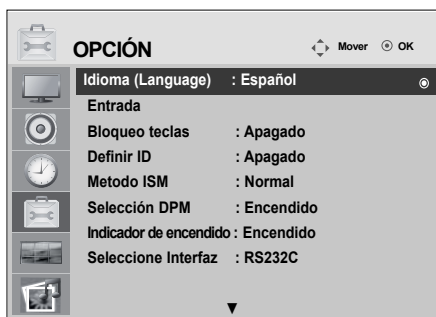 OPCIÓN Mover OK
Idioma (Language) : Español
Entrada
Bloqueo teclas : Apagado
Definir ID : Apagado
Metodo ISM : Normal
Selección DPM : Encendido
Indicador de encendido : Encendido
Seleccione Interfaz : RS232C